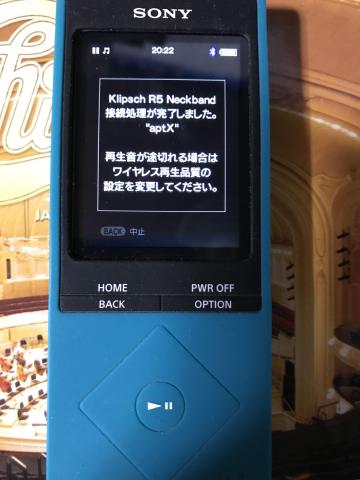 SONY
20:22
Klipsch R5 Neckband
接続処理が完了しました。
"aptX"
再生音が途切れる場合は
ワイヤレス再生品質の
設定を変更してください。
BACK 中止
HOME PWR OFF
BACK OPTION